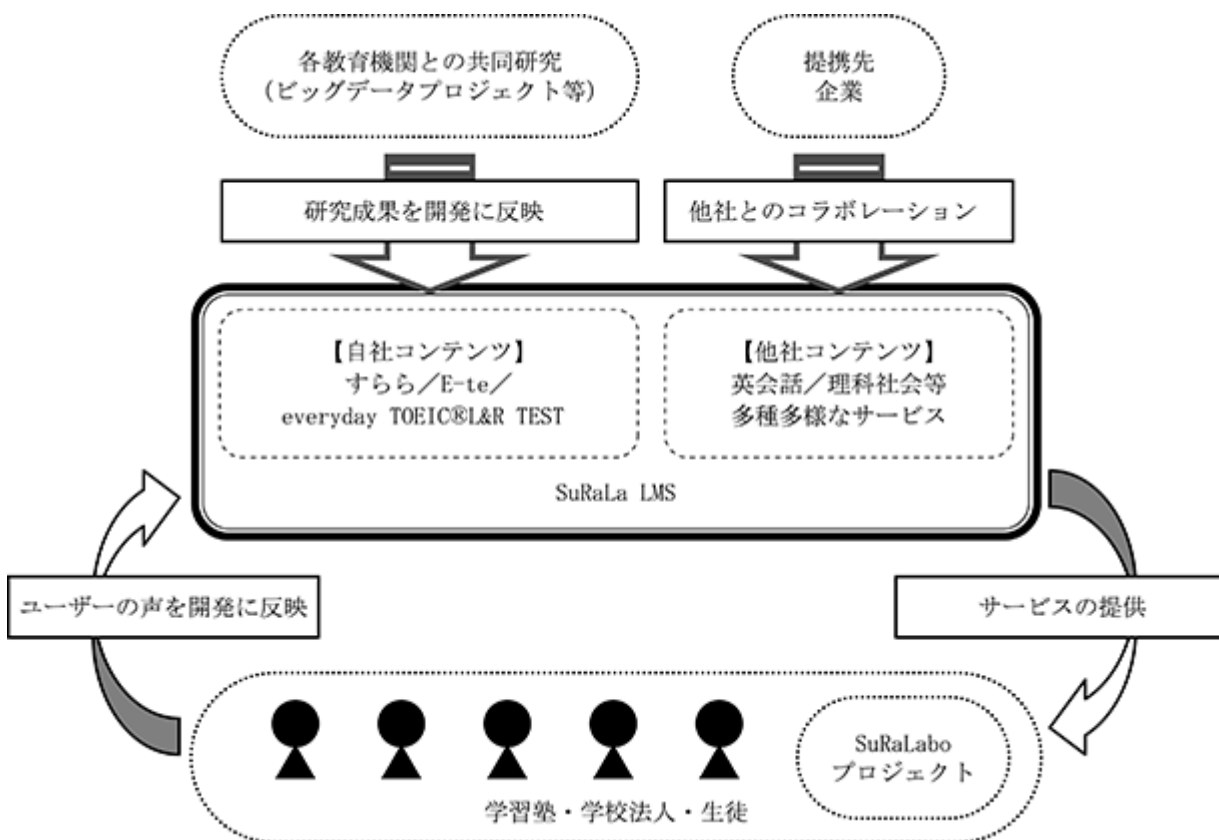 各教育機関との共同研究
(ビッグデータプロジェクト等)
提携先
企業
研究成果を開発に反映
他社とのコラボレーション
【自社コンテンツ】
すらら／E-te／
everyday TOEIC®L&R TEST
【他社コンテンツ】
英会話／理科社会等
多種多様なサービス
SuRaLa LMS
ユーザーの声を開発に反映
サービスの提供
SuRaLabo
プロジェクト
学習塾・学校法人・生徒